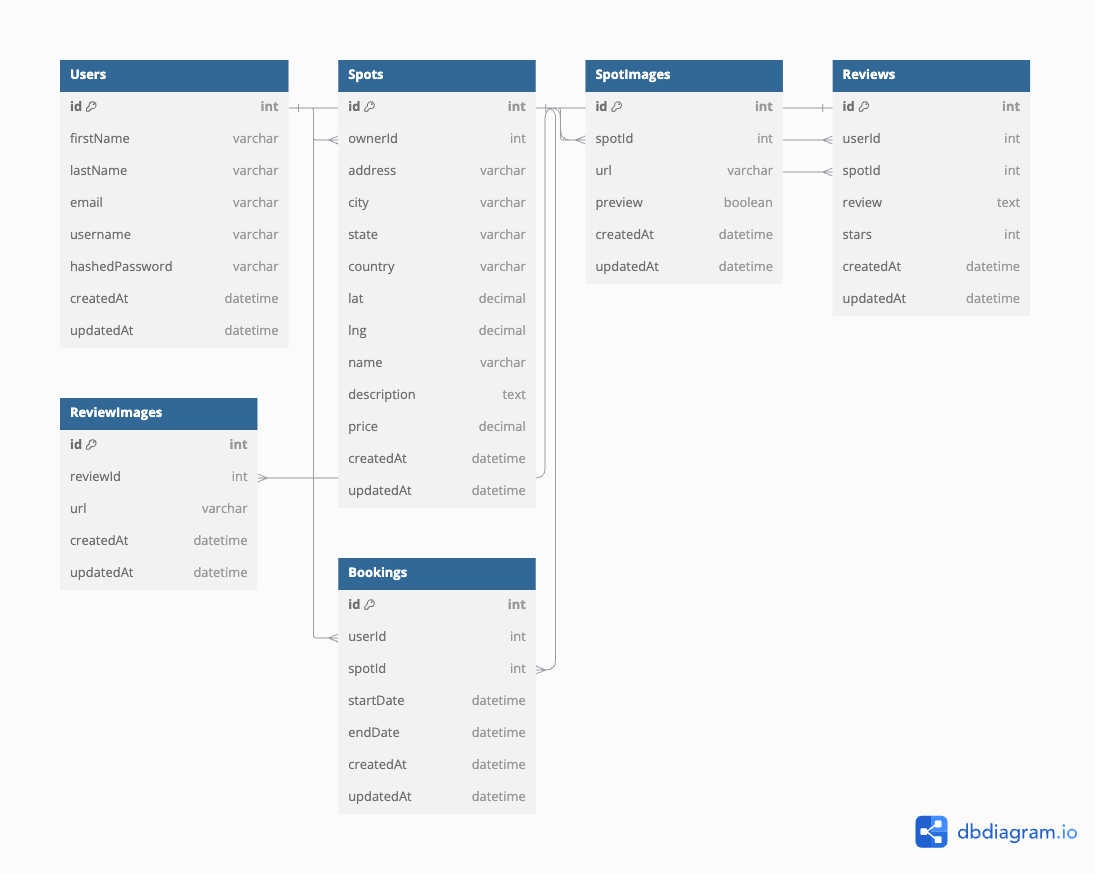 Users
id int
firstName varchar
lastName varchar
email varchar
username varchar
hashedPassword varchar
createdAt datetime
updatedAt datetime
Spots
id int
ownerId int
address varchar
city varchar
state varchar
country varchar
lat decimal
lng decimal
name varchar
description text
price decimal
createdAt datetime
updatedAt datetime
SpotImages
id int
spotId int
url varchar
preview boolean
createdAt datetime
updatedAt datetime
Reviews
id int
userId int
spotId int
review text
stars int
createdAt datetime
updatedAt datetime
ReviewImages
id int
reviewId int
url varchar
createdAt datetime
updatedAt datetime
Bookings
id int
userId int
spotId int
startDate datetime
endDate datetime
createdAt datetime
updatedAt datetime
dbdiagram.io